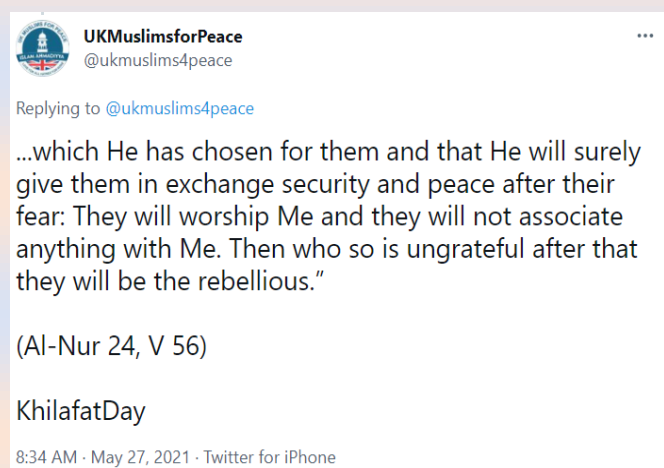 UKMuslimsforPeace
@ukmuslims4peace
Replying to @ukmuslims4peace
...which He has chosen for them and that He will surely
give them in exchange security and peace after their
fear: They will worship Me and they will not associate
anything with Me. Then who so is ungrateful after that
they will be the rebellious.”
(Al-Nur 24, V 56)
KhilafatDay
8:34 AM · May 27, 2021 · Twitter for iPhone